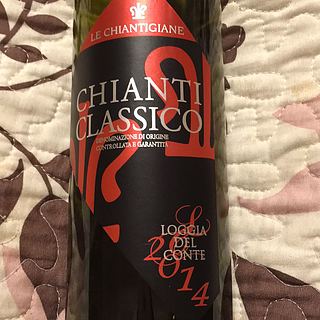 LE CHIANTIGIANE
CHIANTI
CLASSICO
DENOMINAZIONE DI ORIGINE
CONTROLLATA E GARANTITA
LOGGIA
DEL
CONTE
2014